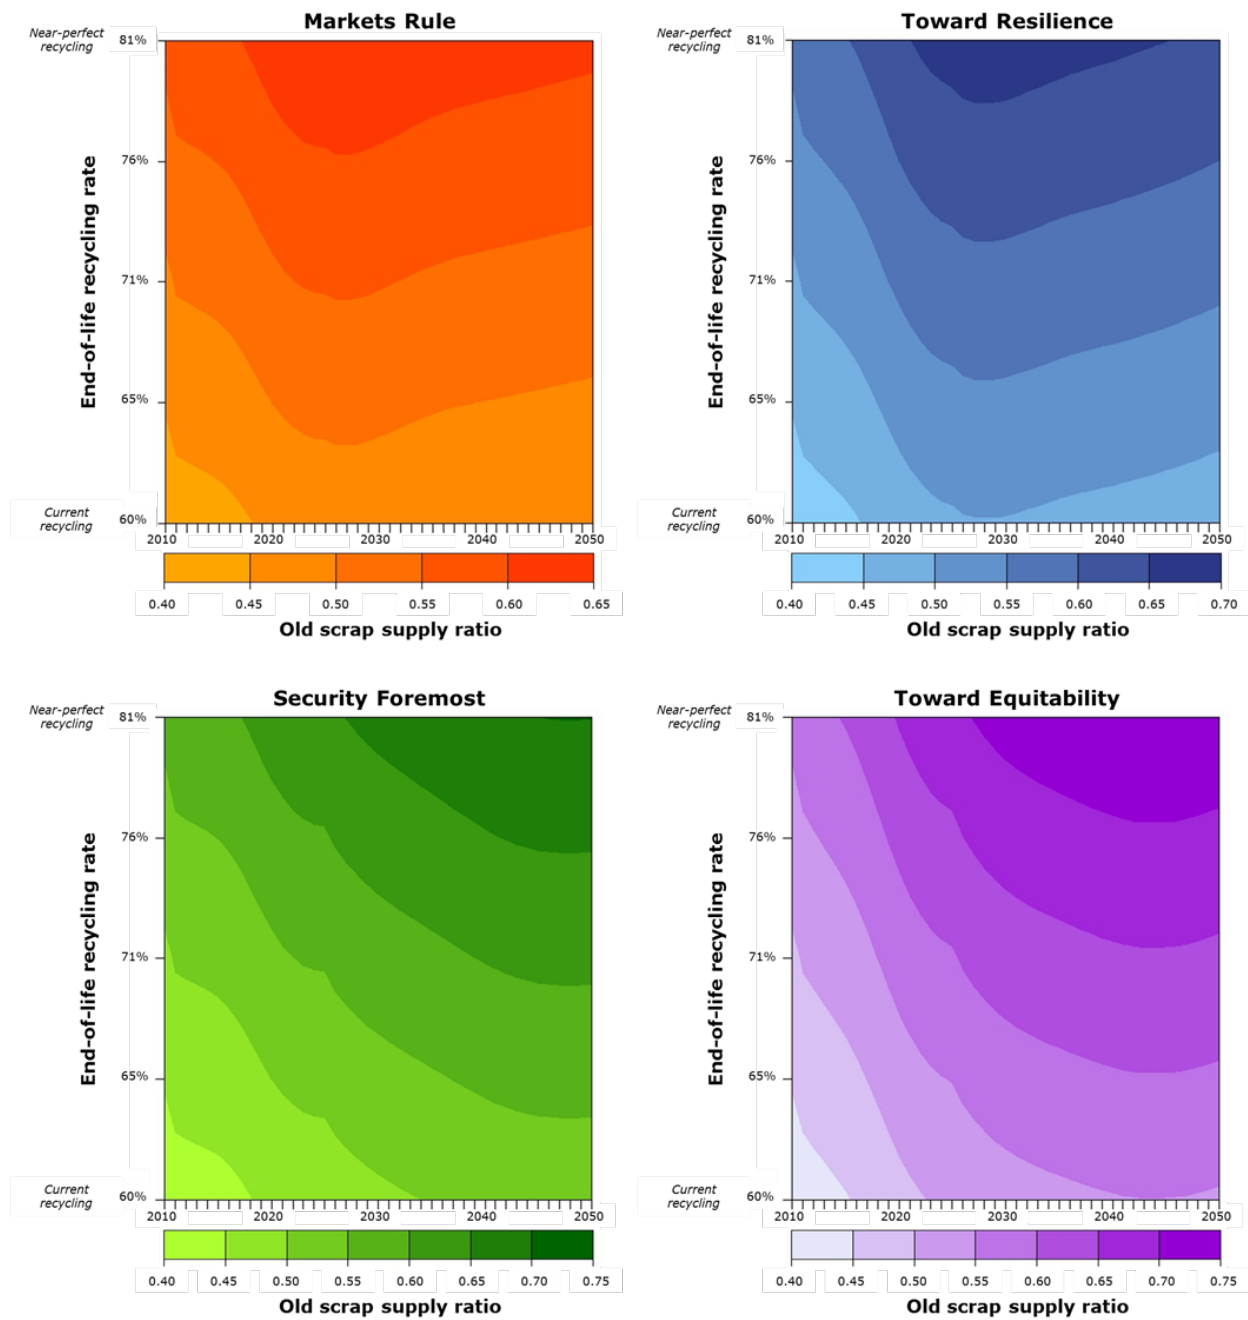 Markets Rule
Near-perfect
recycling
81%
76%
71%
65%
60%
Current
recycling
End-of-life recycling rate
2010 2020 2030 2040 2050
0.40 0.45 0.50 0.55 0.60 0.65
Old scrap supply ratio
Toward Resilience
Near-perfect
recycling
81%
76%
71%
65%
60%
Current
recycling
End-of-life recycling rate
2010 2020 2030 2040 2050
0.40 0.45 0.50 0.55 0.60 0.65 0.70
Old scrap supply ratio
Security Foremost
Near-perfect
recycling
81%
76%
71%
65%
60%
Current
recycling
End-of-life recycling rate
2010 2020 2030 2040 2050
0.40 0.45 0.50 0.55 0.60 0.65 0.70 0.75
Old scrap supply ratio
Toward Equitability
Near-perfect
recycling
81%
76%
71%
65%
60%
Current
recycling
End-of-life recycling rate
2010 2020 2030 2040 2050
0.40 0.45 0.50 0.55 0.60 0.65 0.70 0.75
Old scrap supply ratio